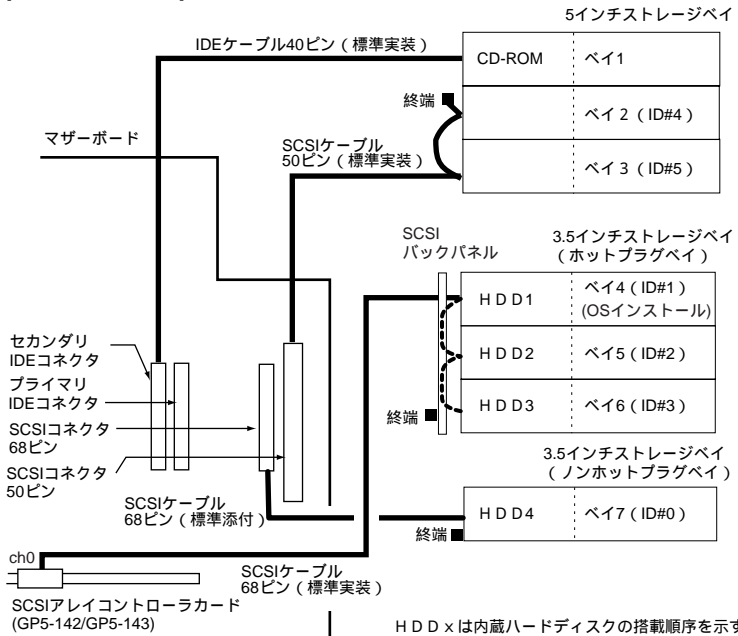 5インチストレージベイ
IDEケーブル40ピン(標準実装)
CD-ROM
ベイ1
終端
ベイ2(ID#4)
マザーボード
SCSIケーブル
50ピン(標準実装)
ベイ3(ID#5)
SCSI
バックパネル
3.5インチストレージベイ
(ホットプラグベイ)
HDD1
ベイ4(ID#1)
(OSインストール)
HDD2
ベイ5(ID#2)
HDD3
ベイ6(ID#3)
終端
セカンダリ
IDEコネクタ
プライマリ
IDEコネクタ
SCSIコネクタ
68ピン
SCSIコネクタ
50ピン
3.5インチストレージベイ
(ノンホットプラグベイ)
SCSIケーブル
68ピン(標準添付)
HDD4
ベイ7(ID#0)
終端
ch0
SCSIケーブル
68ピン(標準実装)
SCSIアレイコントローラカード
(GP5-142/GP5-143)
HDDxは内蔵ハードディスクの搭載順序を示す